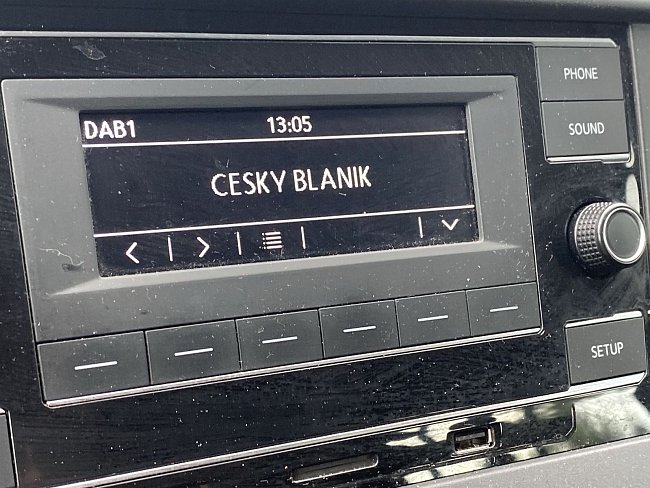 DAB1 13:05
CESKY BLANIK
PHONE
SOUND
SETUP